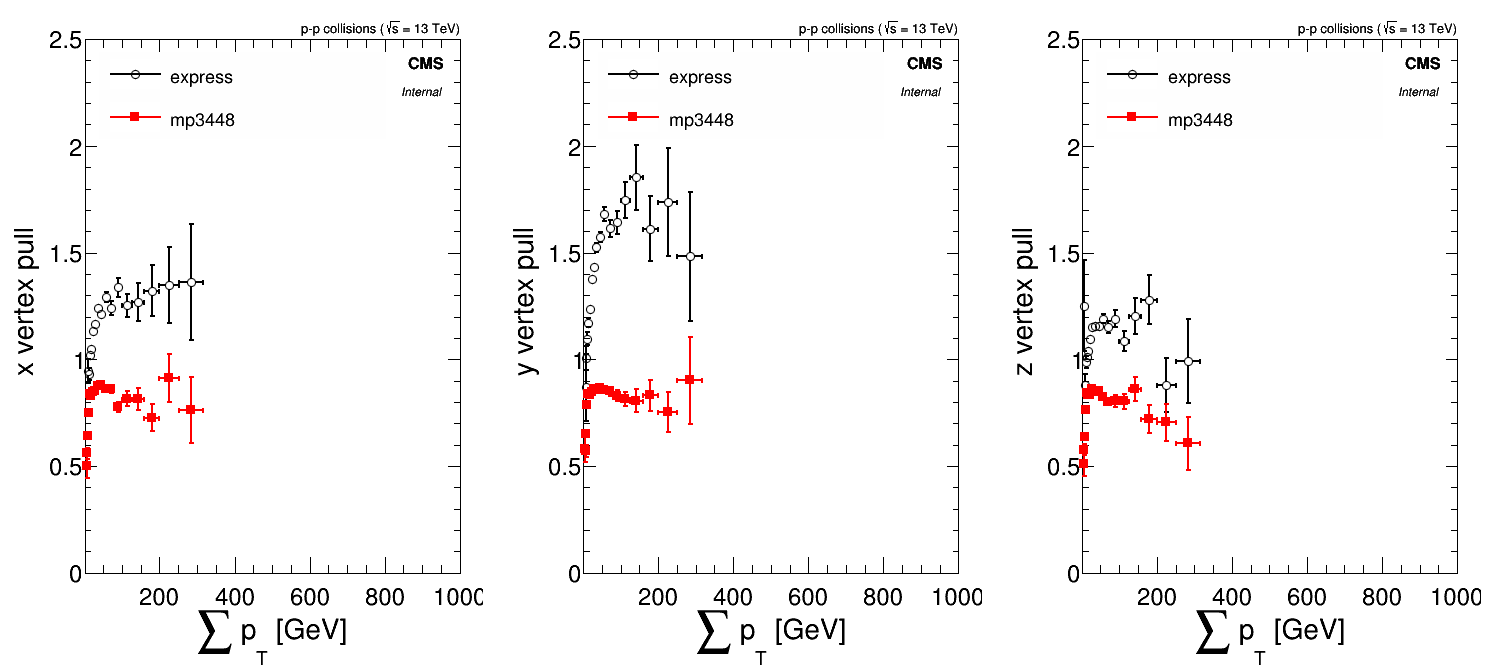 p-p collisions ( √s = 13 TeV)
CMS
Internal
express
mp3448
x vertex pull
2.5
2
1.5
1
0.5
0
200 400 600 800 1000
∑ p_T [GeV]
p-p collisions ( √s = 13 TeV)
CMS
Internal
express
mp3448
y vertex pull
2.5
2
1.5
1
0.5
0
200 400 600 800 1000
∑ p_T [GeV]
p-p collisions ( √s = 13 TeV)
CMS
Internal
express
mp3448
z vertex pull
2.5
2
1.5
1
0.5
0
200 400 600 800 1000
∑ p_T [GeV]